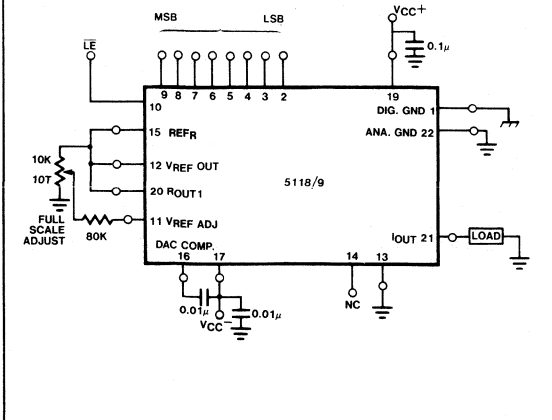 MSB LSB
VCC+
LE
0.1μ
9 8 7 6 5 4 3 2 19
10
DIG. GND 1
15 REFR
ANA. GND 22
10K
10T
12 VREF OUT
5118/9
20 ROUT1
FULL
SCALE
ADJUST
80K
11 VREF ADJ
IOUT 21
LOAD
DAC COMP.
16 17 14 13
0.01μ
0.01μ
VCC−
NC